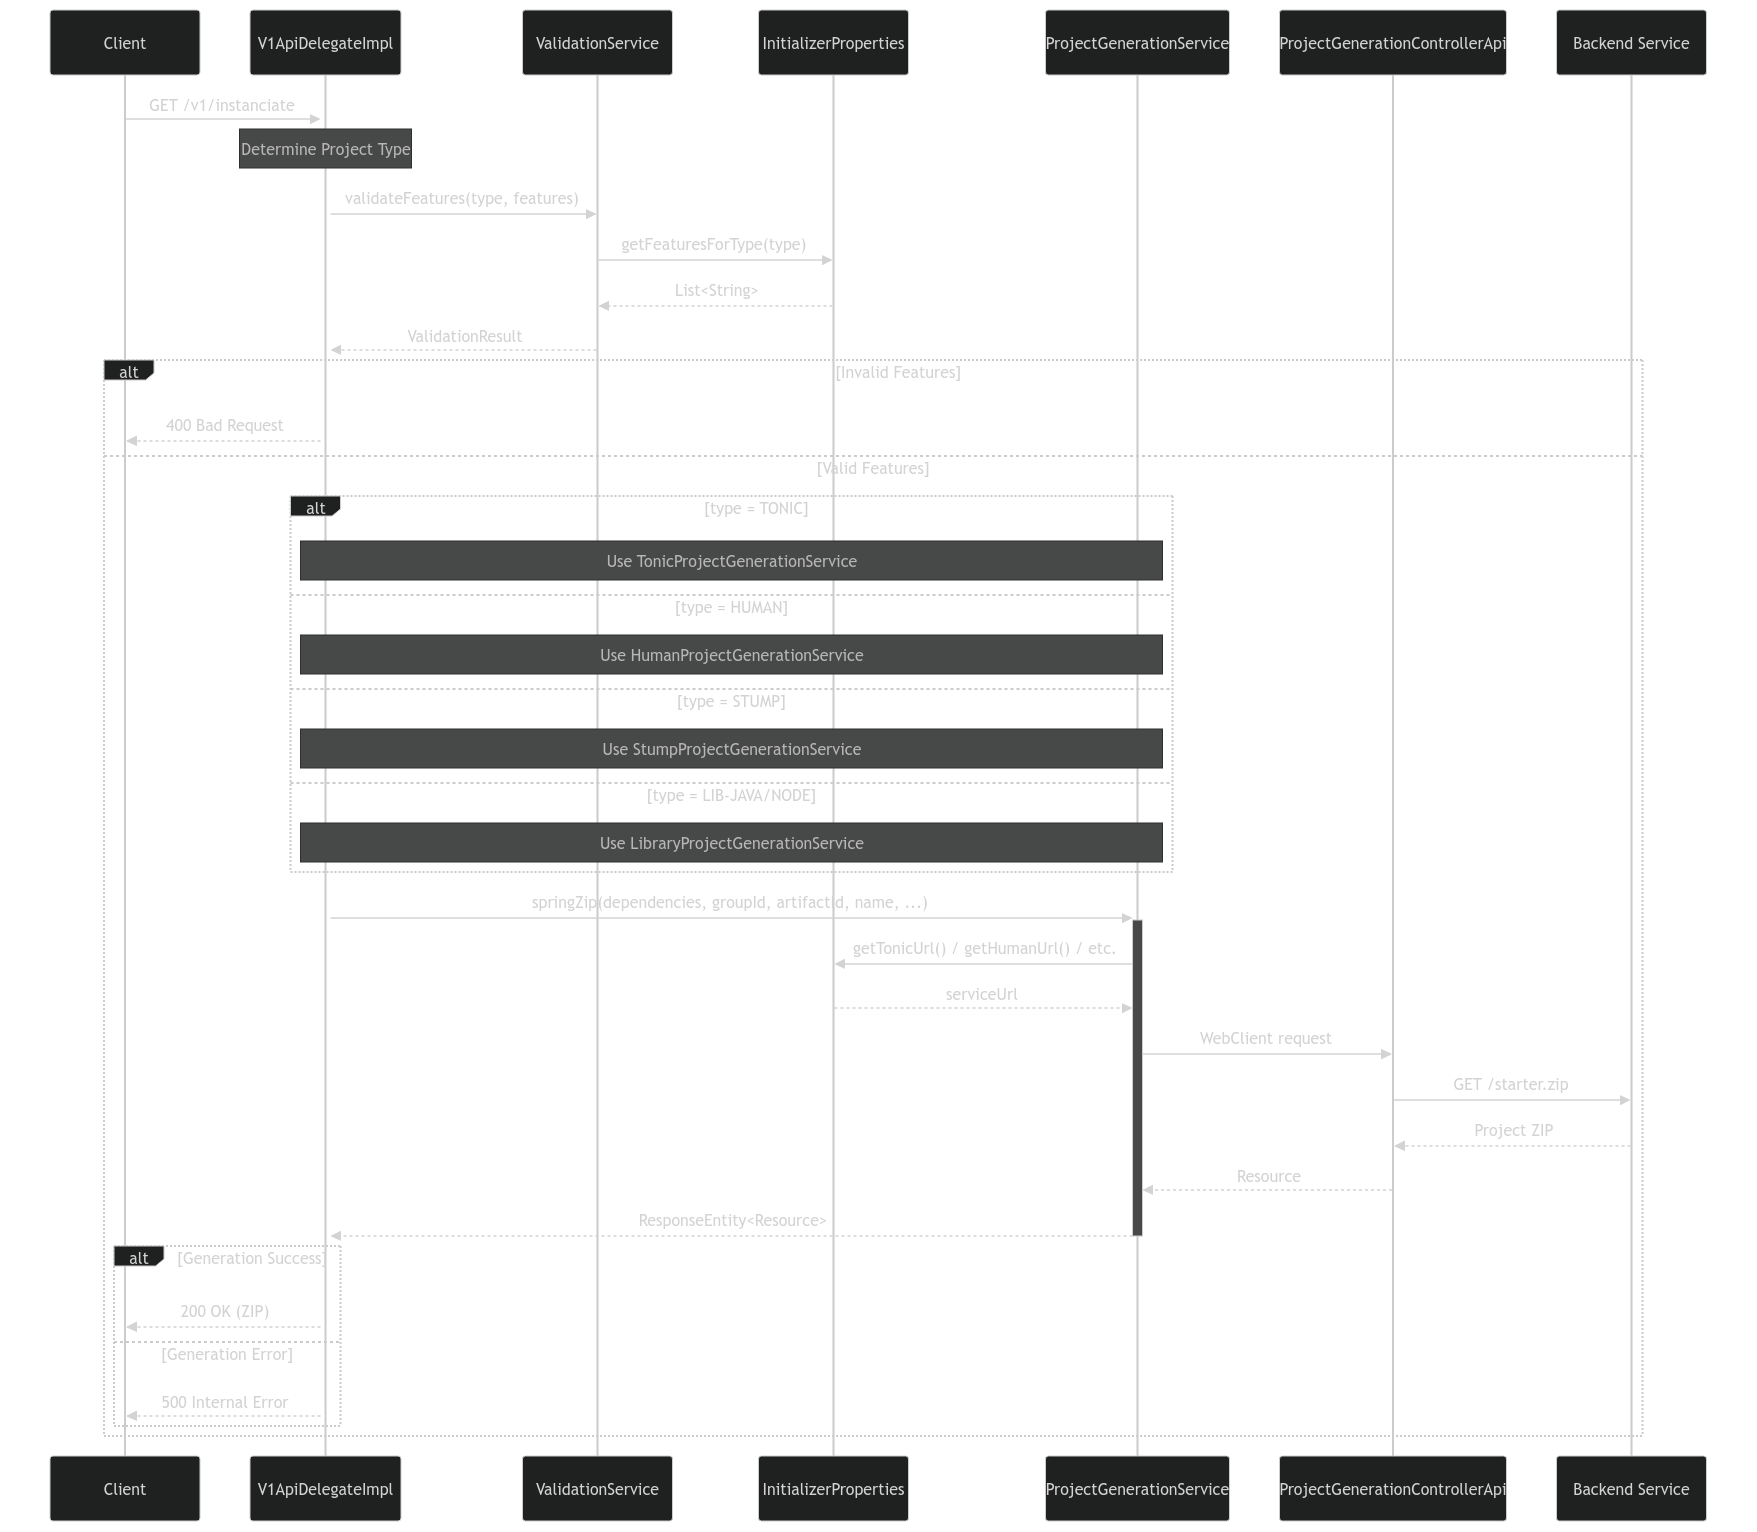 Client
V1ApiDelegateImpl
ValidationService
InitializerProperties
ProjectGenerationService
ProjectGenerationControllerApi
Backend Service
GET /v1/instanciate
Determine Project Type
validateFeatures(type, features)
getFeaturesForType(type)
List<String>
ValidationResult
alt
[Invalid Features]
400 Bad Request
[Valid Features]
alt
[type = TONIC]
Use TonicProjectGenerationService
[type = HUMAN]
Use HumanProjectGenerationService
[type = STUMP]
Use StumpProjectGenerationService
[type = LIB-JAVA/NODE]
Use LibraryProjectGenerationService
springZip(dependencies, groupId, artifactId, name, ...)
getTonicUrl() / getHumanUrl() / etc.
serviceUrl
WebClient request
GET /starter.zip
Project ZIP
Resource
ResponseEntity<Resource>
alt
[Generation Success]
200 OK (ZIP)
[Generation Error]
500 Internal Error
Client
V1ApiDelegateImpl
ValidationService
InitializerProperties
ProjectGenerationService
ProjectGenerationControllerApi
Backend Service